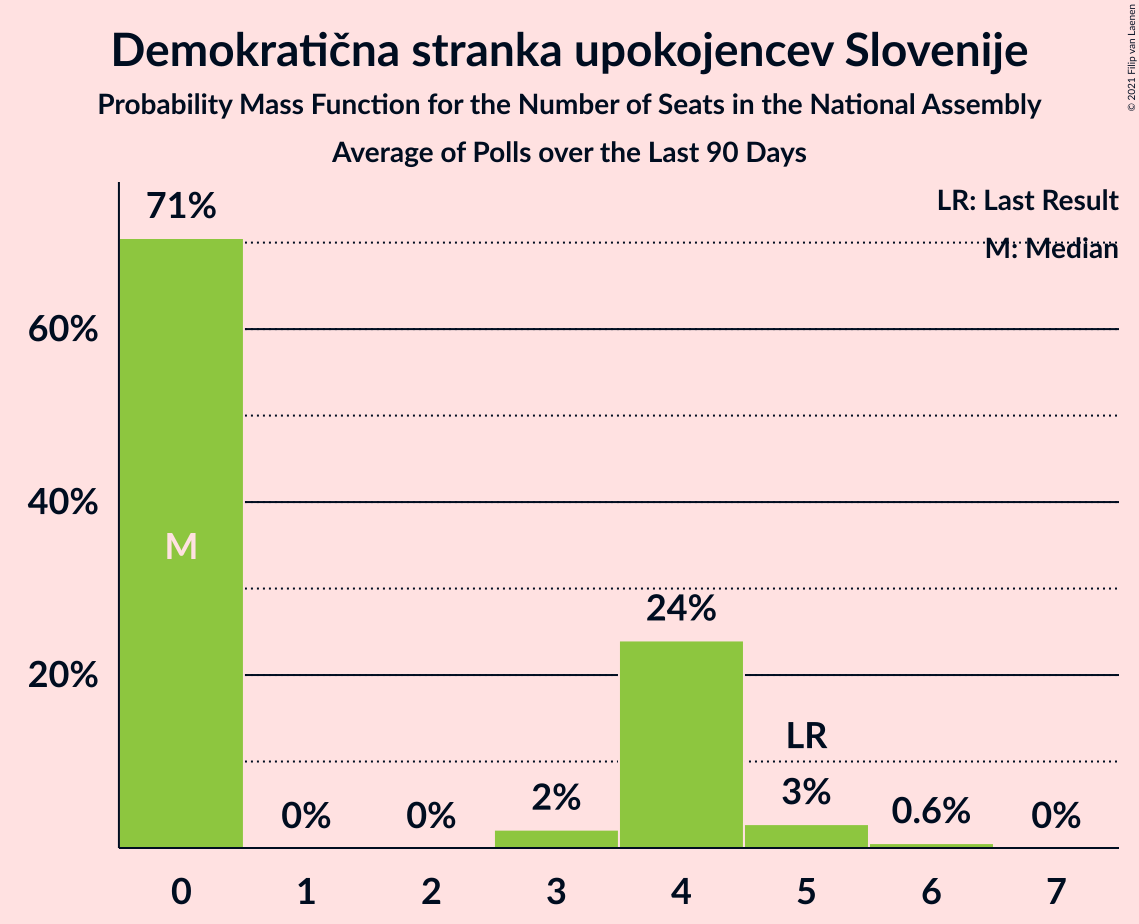 Demokratična stranka upokojencev Slovenije
Probability Mass Function for the Number of Seats in the National Assembly
Average of Polls over the Last 90 Days
© 2021 Filip van Laenen
LR: Last Result
M: Median
71%
60%
40%
20%
M
0%
0%
2%
24%
LR
3%
0.6%
0%
0 1 2 3 4 5 6 7